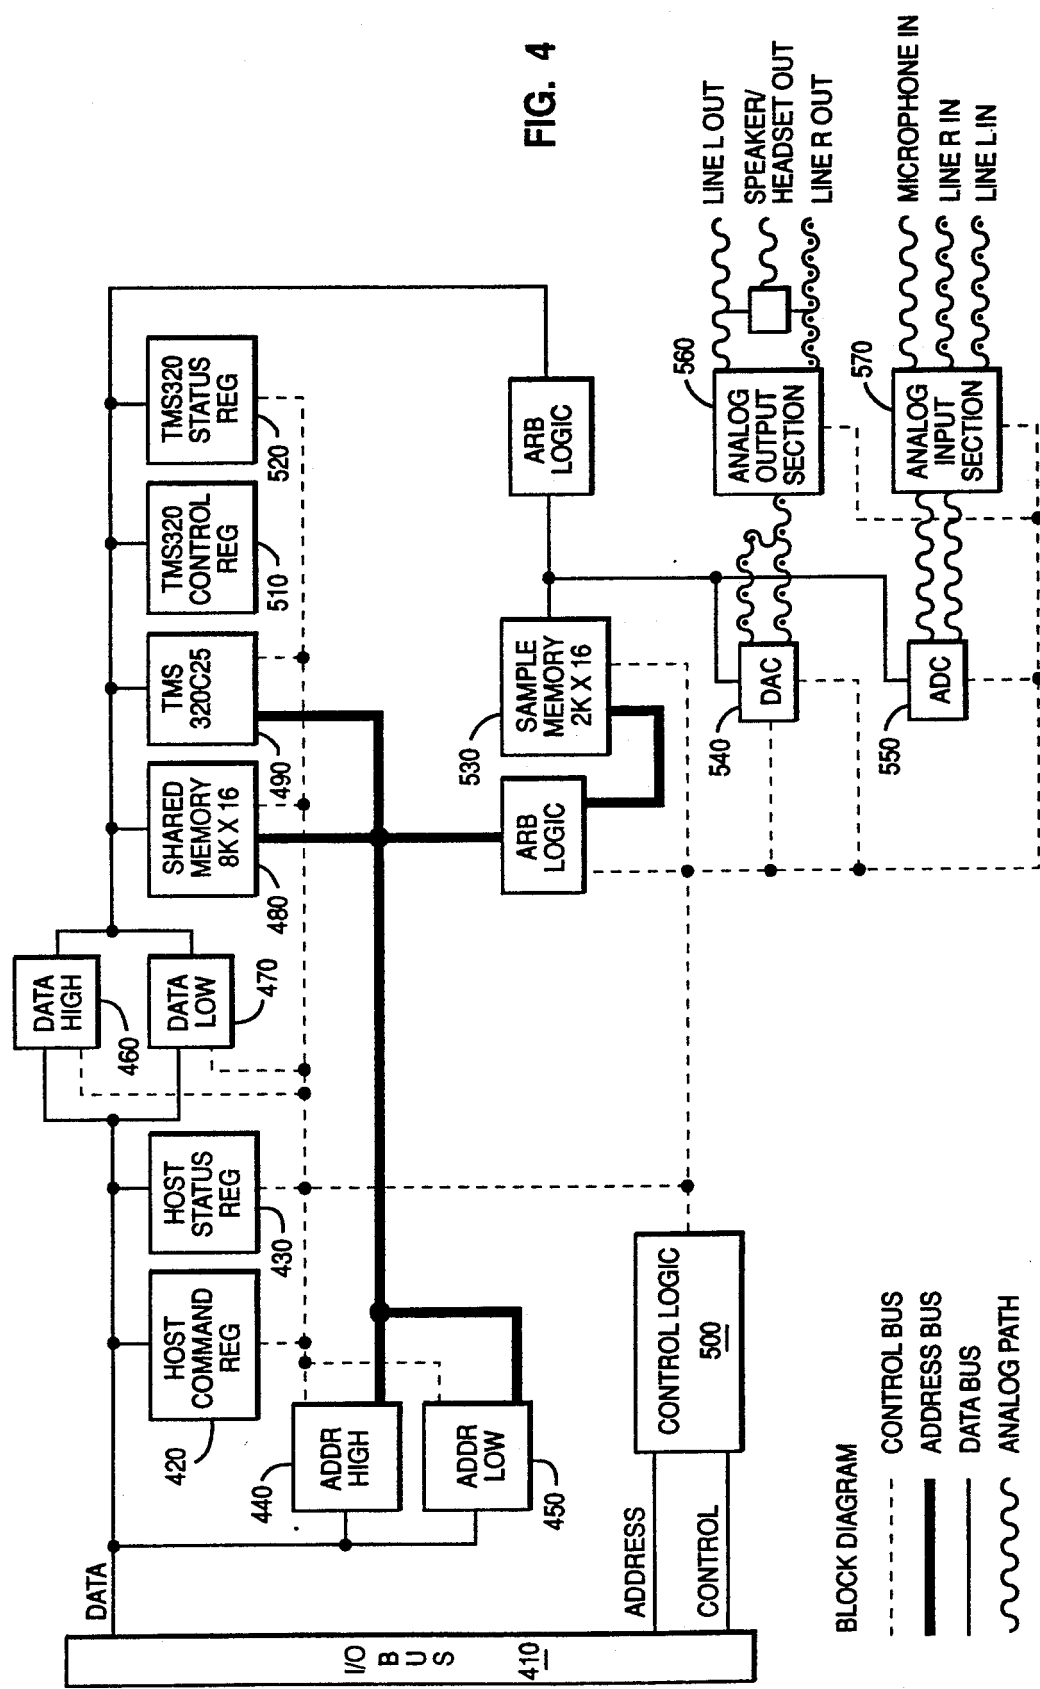 FIG. 4
I/O
B
U
S
410
DATA
ADDRESS
CONTROL
420
HOST
COMMAND
REG
HOST
STATUS
REG
430
440
ADDR
HIGH
ADDR
LOW
450
DATA
HIGH
460
DATA
LOW
470
SHARED
MEMORY
8K X 16
480
TMS
320C25
490
TMS320
CONTROL
REG
510
TMS320
STATUS
REG
520
CONTROL LOGIC
500
ARB
LOGIC
530
SAMPLE
MEMORY
2K X 16
ARB
LOGIC
540
DAC
550
ADC
560
ANALOG
OUTPUT
SECTION
570
ANALOG
INPUT
SECTION
LINE L OUT
SPEAKER/
HEADSET OUT
LINE R OUT
MICROPHONE IN
LINE R IN
LINE L IN
BLOCK DIAGRAM
CONTROL BUS
ADDRESS BUS
DATA BUS
ANALOG PATH